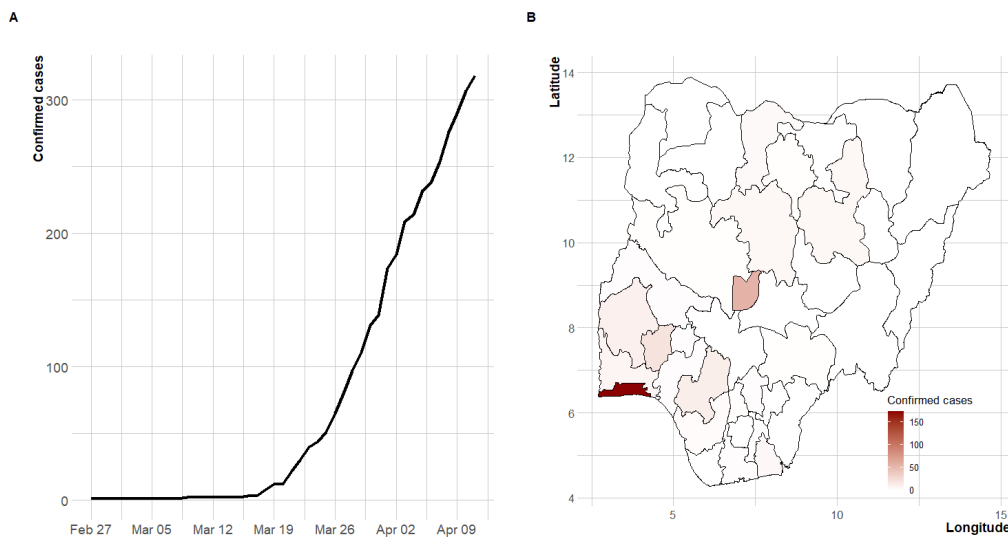 A
Confirmed cases
300
200
100
0
Feb 27 Mar 05 Mar 12 Mar 19 Mar 26 Apr 02 Apr 09
B
Latitude
14
12
10
8
6
4
Confirmed cases
150
100
50
0
5 10 15
Longitude